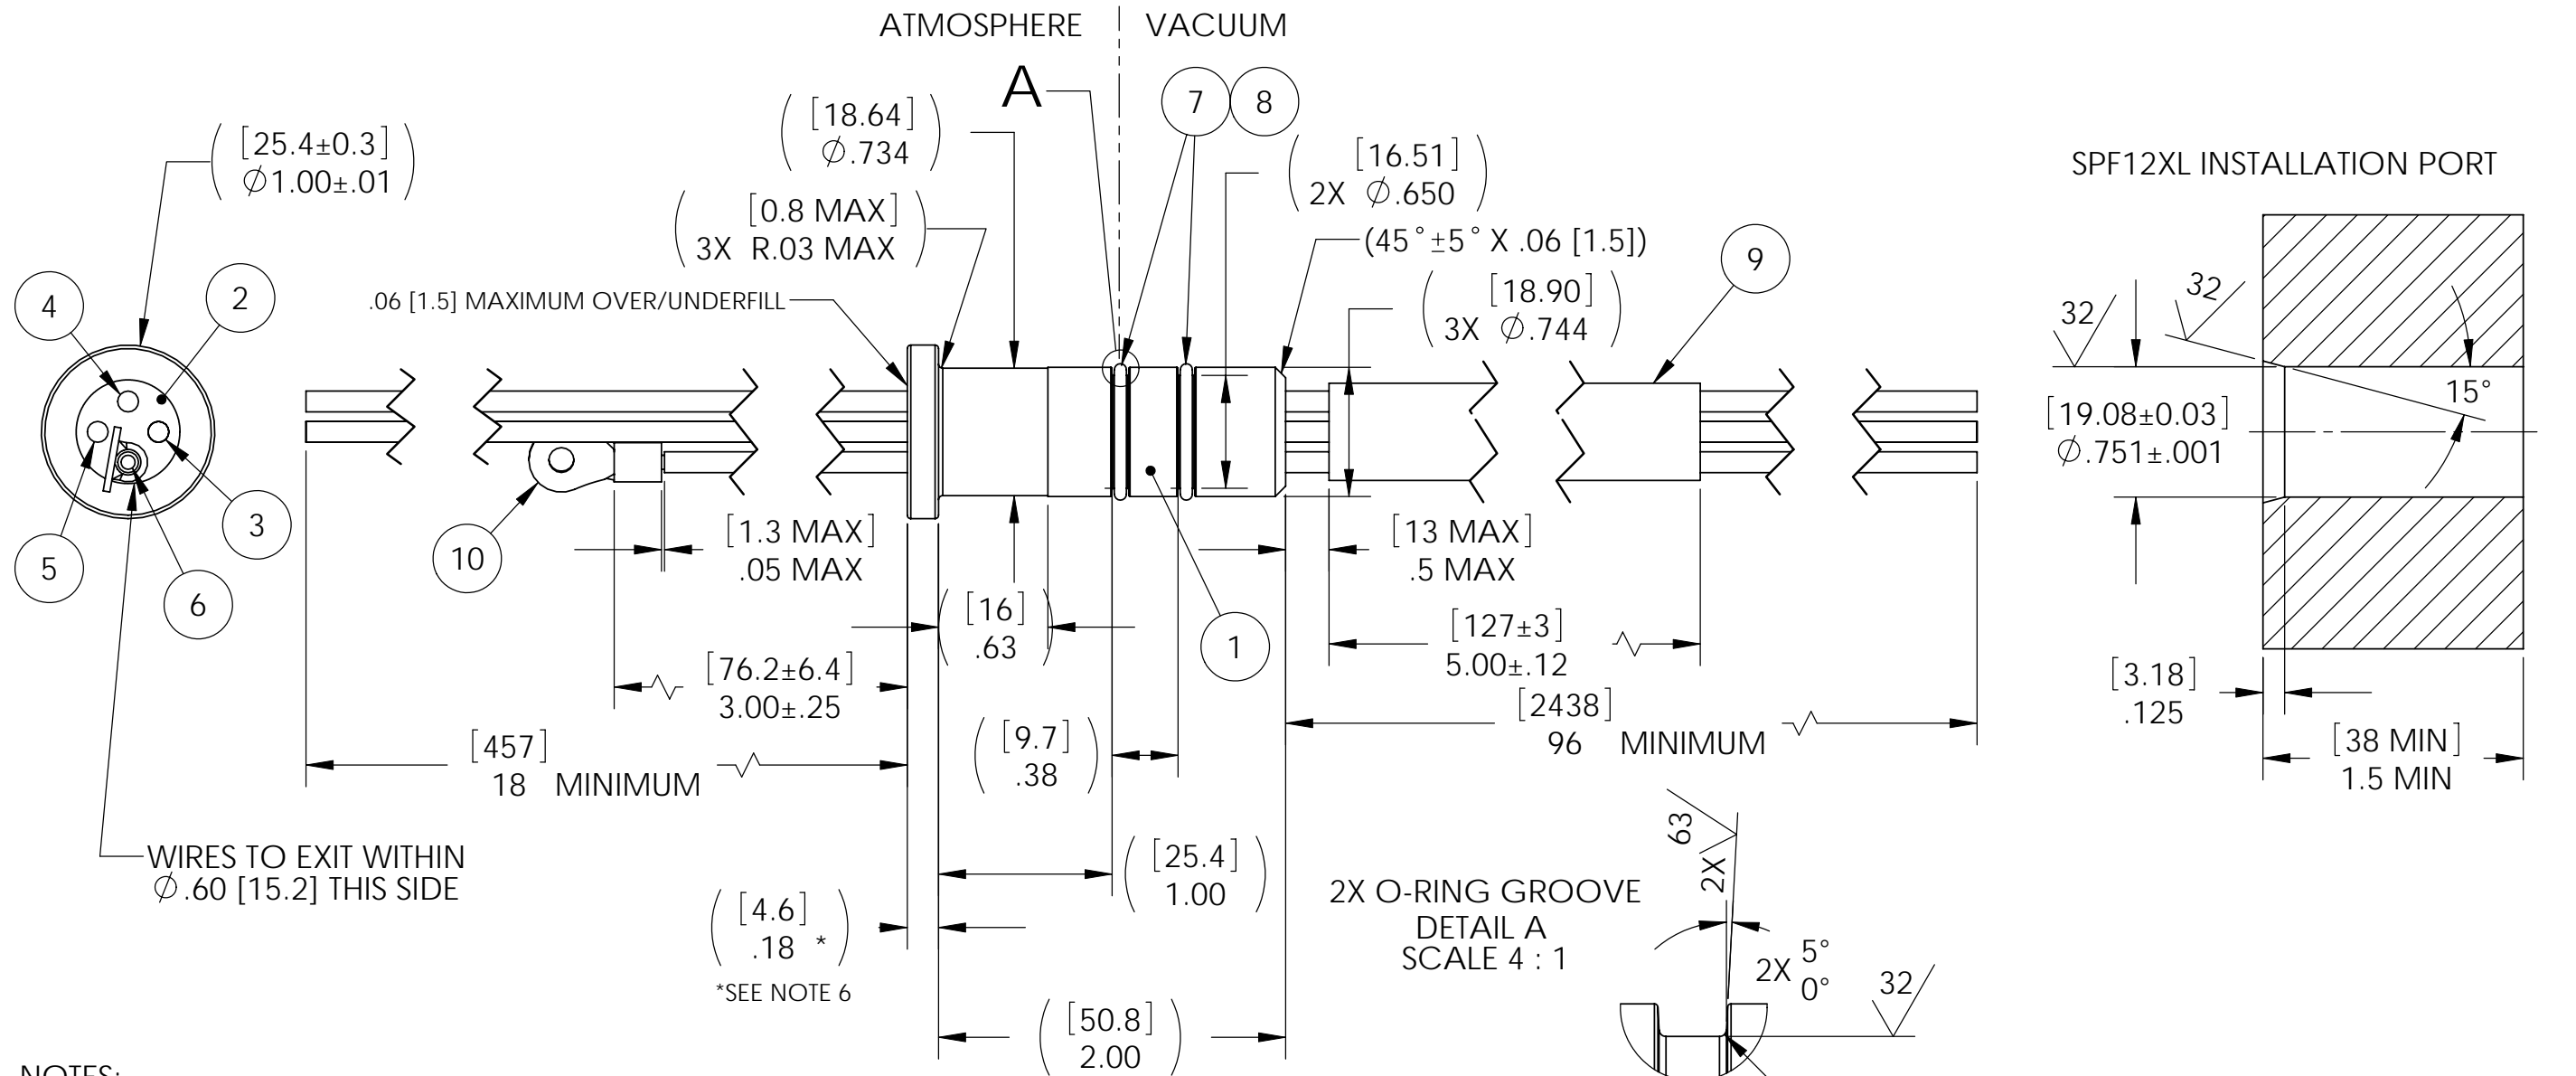 ATMOSPHERE
VACUUM
A
7
8
[25.4±0.3]
∅1.00±.01
[18.64]
∅.734
[0.8 MAX]
3X R.03 MAX
[16.51]
2X ∅.650
(45°±5° X .06 [1.5])
[18.90]
3X ∅.744
9
SPF12XL INSTALLATION PORT
4
2
.06 [1.5] MAXIMUM OVER/UNDERFILL
32
32
15°
[19.08±0.03]
∅.751±.001
5
3
6
10
[1.3 MAX]
.05 MAX
[13 MAX]
.5 MAX
[16]
.63
1
[127±3]
5.00±.12
[76.2±6.4]
3.00±.25
[3.18]
.125
[2438]
96 MINIMUM
[457]
18 MINIMUM
[9.7]
.38
[38 MIN]
1.5 MIN
WIRES TO EXIT WITHIN
∅.60 [15.2] THIS SIDE
[25.4]
1.00
[4.6]
.18 *
*SEE NOTE 6
2X O-RING GROOVE
DETAIL A
SCALE 4 : 1
63
2X
2X 5°
0°
32
[50.8]
2.00
NOTES: